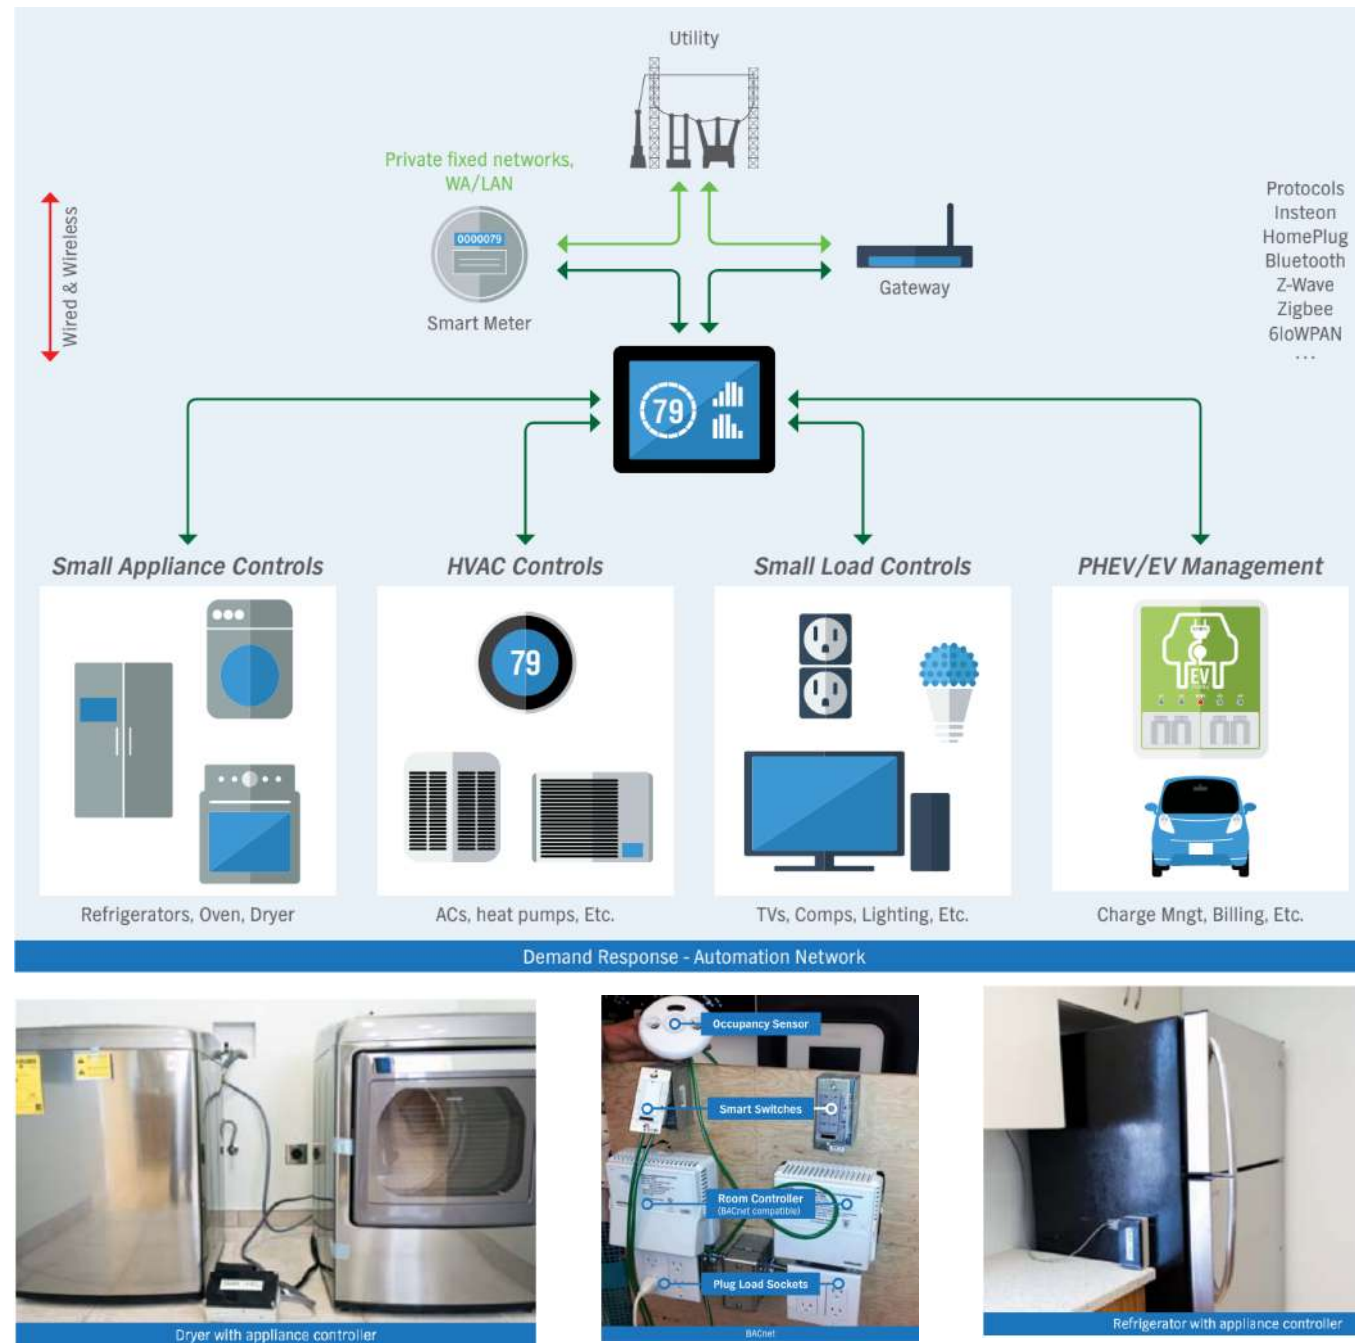 Utility
Private fixed networks,
WA/LAN
Wired & Wireless
0000079
Smart Meter
Gateway
Protocols
Insteon
HomePlug
Bluetooth
Z-Wave
Zigbee
6loWPAN
...
79
Small Appliance Controls
HVAC Controls
Small Load Controls
PHEV/EV Management
79
EV
Refrigerators, Oven, Dryer
ACs, heat pumps, Etc.
TVs, Comps, Lighting, Etc.
Charge Mngt, Billing, Etc.
Demand Response - Automation Network
Occupancy Sensor
Smart Switches
Room Controller
(BACnet compatible)
Plug Load Sockets
Dryer with appliance controller
BACnet
Refrigerator with appliance controller